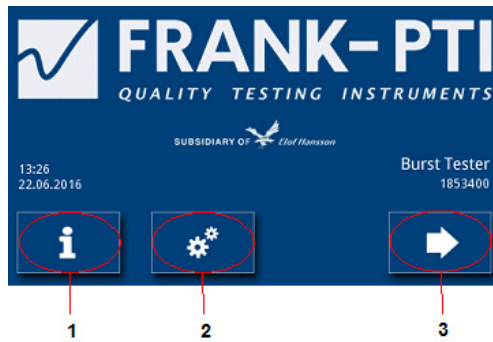 FRANK-PTI
QUALITY TESTING INSTRUMENTS
SUBSIDIARY OF Elof Hansson
13:26
22.06.2016
Burst Tester
1853400
i
1
2
3